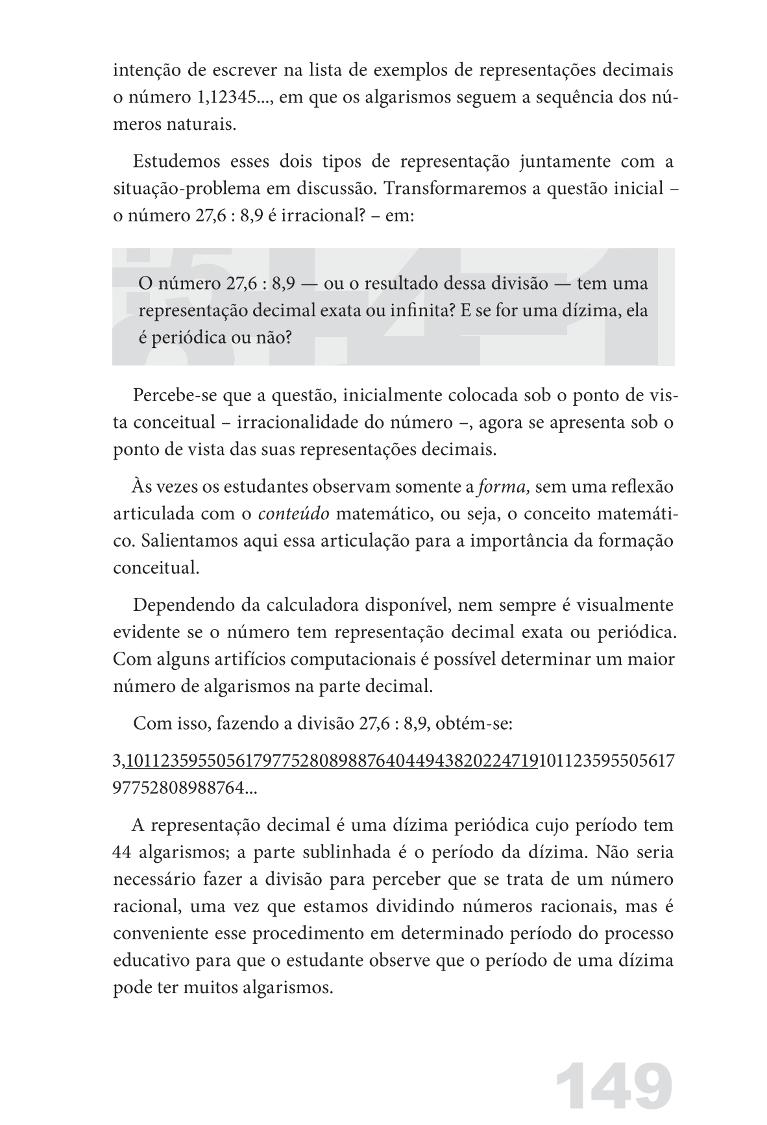 intenção de escrever na lista de exemplos de representações decimais
o número 1,12345..., em que os algarismos seguem a sequência dos nú-
meros naturais.
Estudemos esses dois tipos de representação juntamente com a
situação-problema em discussão. Transformaremos a questão inicial –
o número 27,6 : 8,9 é irracional? – em:
O número 27,6 : 8,9 — ou o resultado dessa divisão — tem uma
representação decimal exata ou infinita? E se for uma dízima, ela
é periódica ou não?
Percebe-se que a questão, inicialmente colocada sob o ponto de vis-
ta conceitual – irracionalidade do número –, agora se apresenta sob o
ponto de vista das suas representações decimais.
Às vezes os estudantes observam somente a forma, sem uma reflexão
articulada com o conteúdo matemático, ou seja, o conceito matemáti-
co. Salientamos aqui essa articulação para a importância da formação
conceitual.
Dependendo da calculadora disponível, nem sempre é visualmente
evidente se o número tem representação decimal exata ou periódica.
Com alguns artifícios computacionais é possível determinar um maior
número de algarismos na parte decimal.
Com isso, fazendo a divisão 27,6 : 8,9, obtém-se:
3,10112359550561797752808988764044943820224719101123595505617
97752808988764...
A representação decimal é uma dízima periódica cujo período tem
44 algarismos; a parte sublinhada é o período da dízima. Não seria
necessário fazer a divisão para perceber que se trata de um número
racional, uma vez que estamos dividindo números racionais, mas é
conveniente esse procedimento em determinado período do processo
educativo para que o estudante observe que o período de uma dízima
pode ter muitos algarismos.
149